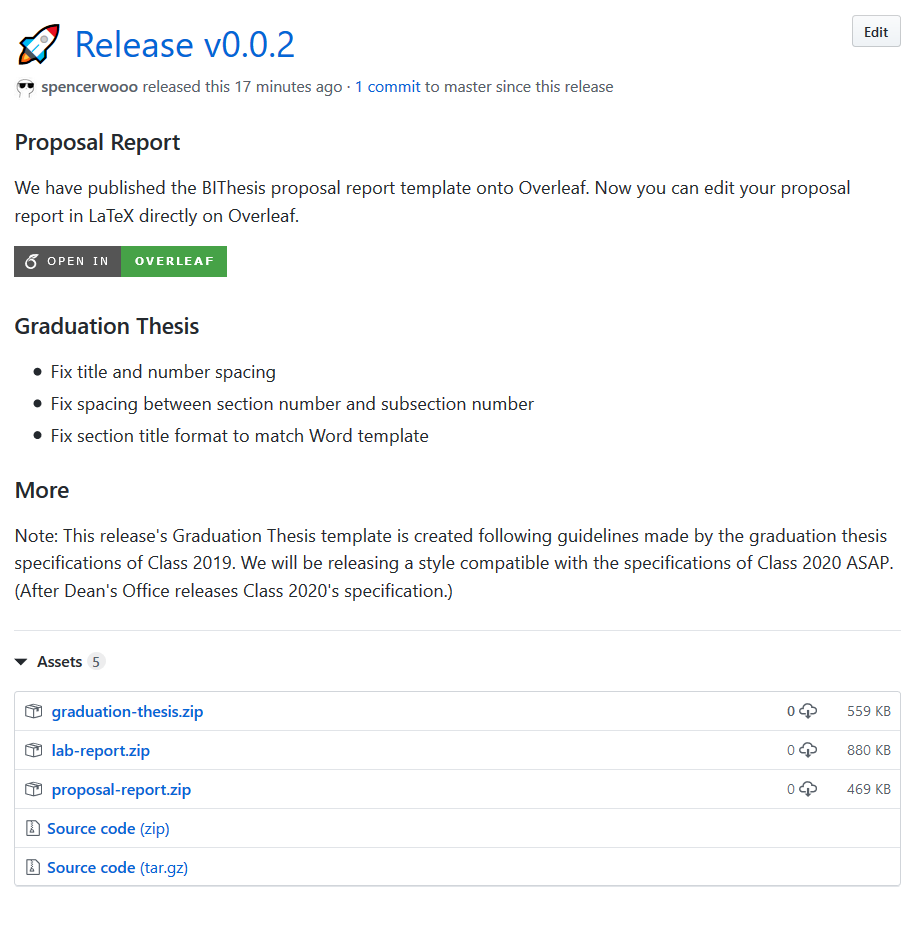 🚀 Release v0.0.2
Edit
spencerwooo released this 17 minutes ago · 1 commit to master since this release
Proposal Report
We have published the BIThesis proposal report template onto Overleaf. Now you can edit your proposal
report in LaTeX directly on Overleaf.
OPEN IN OVERLEAF
Graduation Thesis
• Fix title and number spacing
• Fix spacing between section number and subsection number
• Fix section title format to match Word template
More
Note: This release's Graduation Thesis template is created following guidelines made by the graduation thesis
specifications of Class 2019. We will be releasing a style compatible with the specifications of Class 2020 ASAP.
(After Dean's Office releases Class 2020's specification.)
Assets 5
graduation-thesis.zip 0 559 KB
lab-report.zip 0 880 KB
proposal-report.zip 0 469 KB
Source code (zip)
Source code (tar.gz)